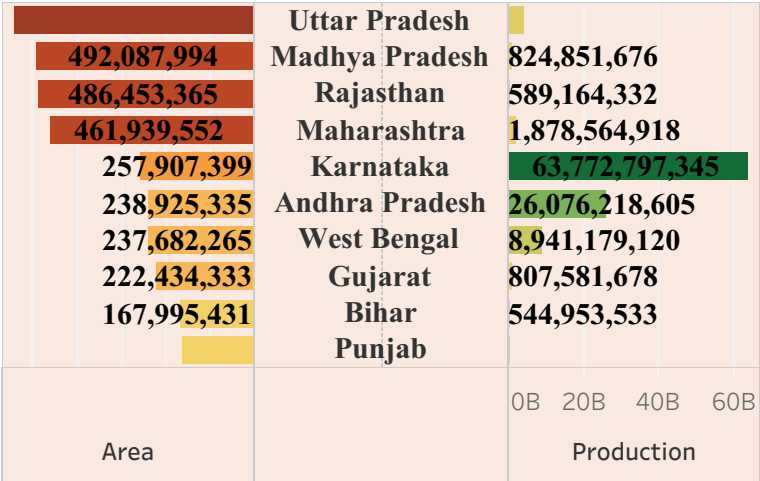 Uttar Pradesh
492,087,994 Madhya Pradesh 824,851,676
486,453,365 Rajasthan 589,164,332
461,939,552 Maharashtra 1,878,564,918
257,907,399 Karnataka 63,772,797,345
238,925,335 Andhra Pradesh 26,076,218,605
237,682,265 West Bengal 8,941,179,120
222,434,333 Gujarat 807,581,678
167,995,431 Bihar 544,953,533
Punjab
0B 20B 40B 60B
Area Production